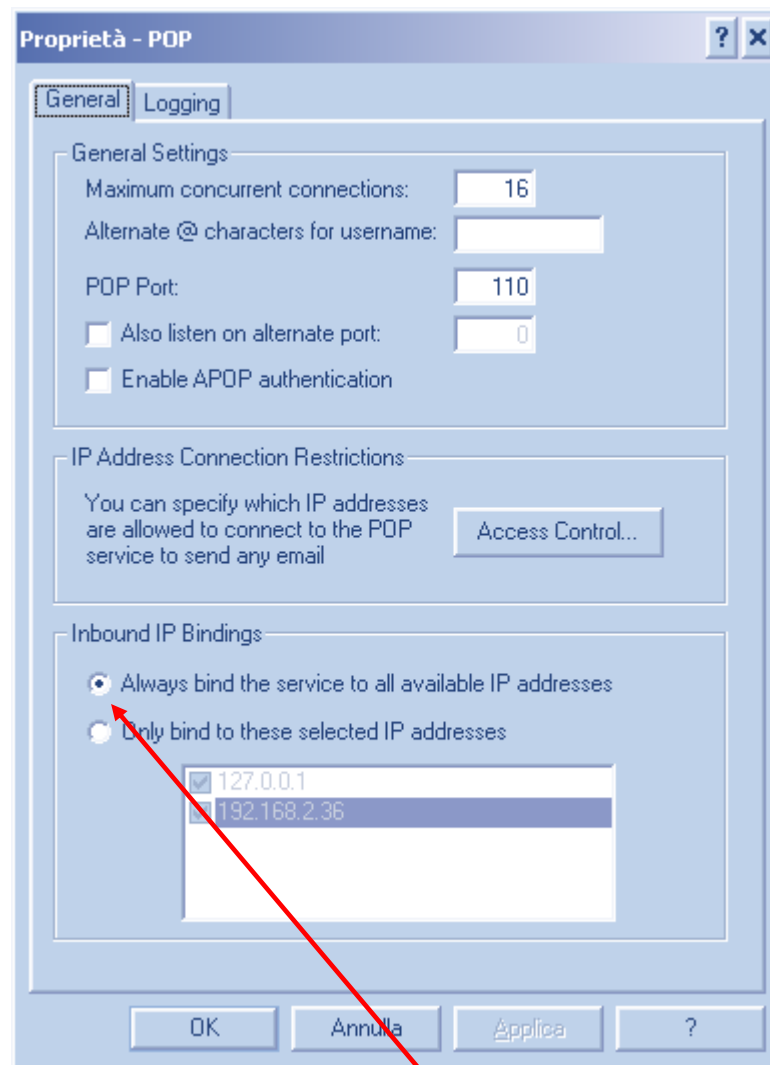 Proprietà - POP ? ×
General Logging
General Settings
Maximum concurrent connections: 16
Alternate @ characters for username:
POP Port: 110
Also listen on alternate port: 0
Enable APOP authentication
IP Address Connection Restrictions
You can specify which IP addresses
are allowed to connect to the POP
service to send any email
Access Control...
Inbound IP Bindings
Always bind the service to all available IP addresses
Only bind to these selected IP addresses
127.0.0.1
192.168.2.36
OK Annulla Applica ?